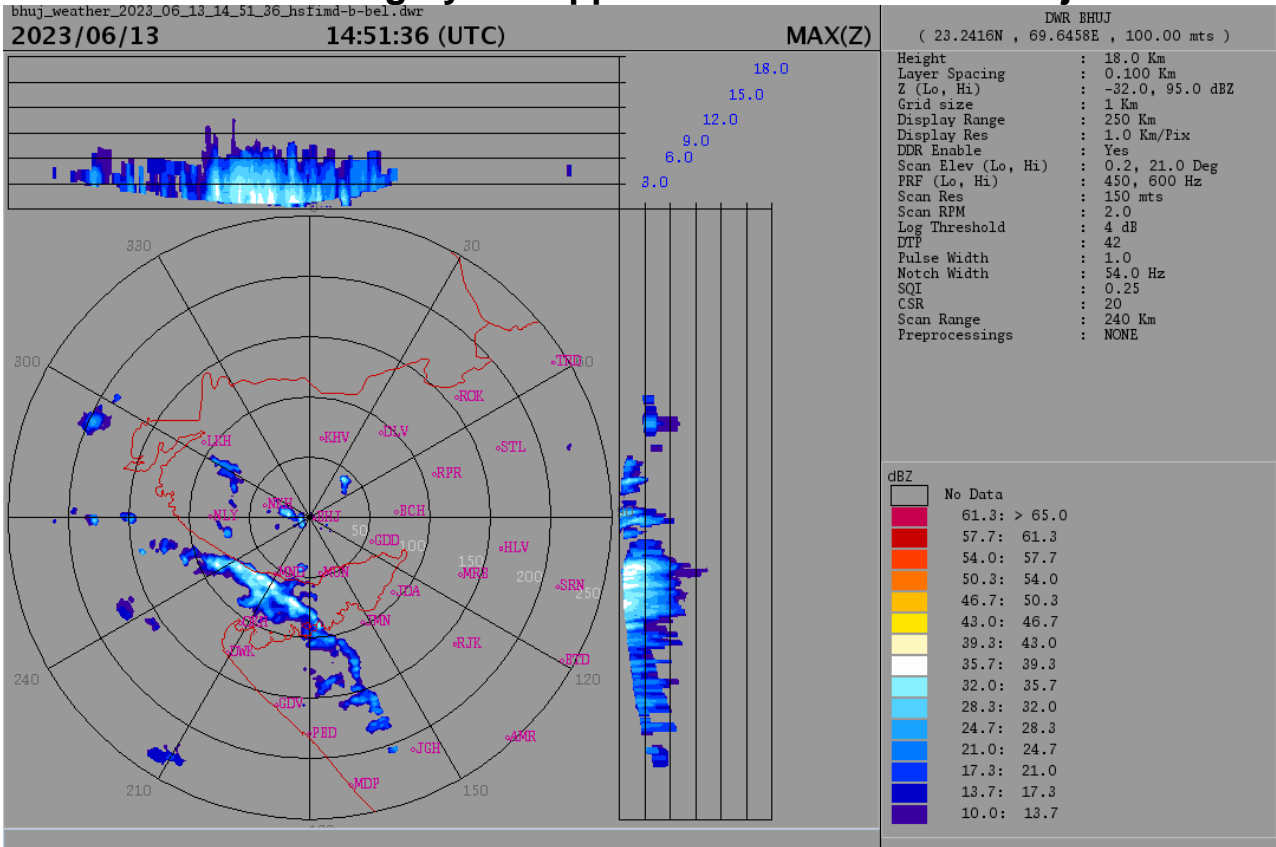 bhuj_weather_2023_06_13_14_51_36_hsfimd-b-bel.dwr
2023/06/13 14:51:36 (UTC) MAX(Z)
DWR BHUJ
( 23.2416N , 69.6458E , 100.00 mts )
Height : 18.0 Km
Layer Spacing : 0.100 Km
Z (Lo, Hi) : -32.0, 95.0 dBZ
Grid size : 1 Km
Display Range : 250 Km
Display Res : 1.0 Km/Pix
DDR Enable : Yes
Scan Elev (Lo, Hi) : 0.2, 21.0 Deg
PRF (Lo, Hi) : 450, 600 Hz
Scan Res : 150 mts
Scan RPM : 2.0
Log Threshold : 4 dB
DTP : 42
Pulse Width : 1.0
Notch Width : 54.0 Hz
SQI : 0.25
CSR : 20
Scan Range : 240 Km
Preprocessings : NONE
18.0
15.0
12.0
9.0
6.0
3.0
330
30
300
60
ROK
LKH
KHV
DLV
STL
RPR
NLY
BCH
50
GDD
100
HLV
150
MRB
200
SRN
250
MUN
JDA
JMN
RJK
DWK
BTD
240
120
GDV
PBD
JGH
AMR
210
MDP
150
dBZ
No Data
61.3: > 65.0
57.7: 61.3
54.0: 57.7
50.3: 54.0
46.7: 50.3
43.0: 46.7
39.3: 43.0
35.7: 39.3
32.0: 35.7
28.3: 32.0
24.7: 28.3
21.0: 24.7
17.3: 21.0
13.7: 17.3
10.0: 13.7